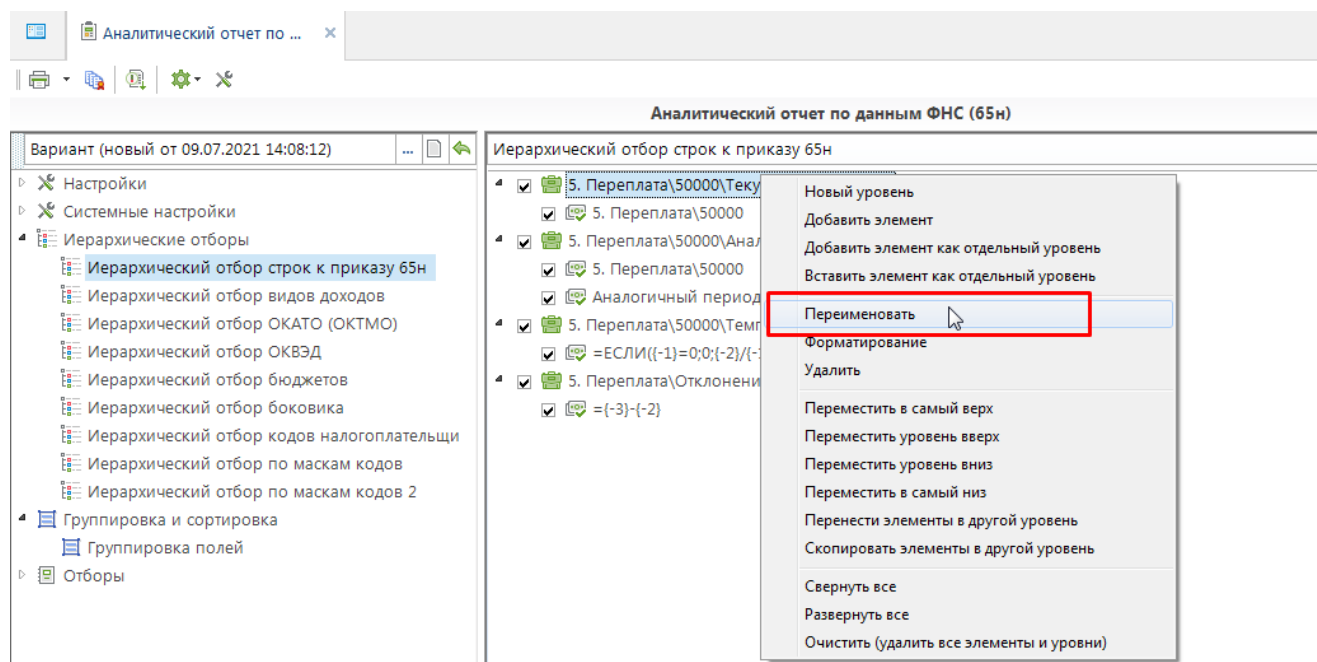 Аналитический отчет по ...
Аналитический отчет по данным ФНС (65н)
Вариант (новый от 09.07.2021 14:08:12)
...
Настройки
Системные настройки
Иерархические отборы
Иерархический отбор строк к приказу 65н
Иерархический отбор видов доходов
Иерархический отбор ОКАТО (ОКТМО)
Иерархический отбор ОКВЭД
Иерархический отбор бюджетов
Иерархический отбор боковика
Иерархический отбор кодов налогоплательщи
Иерархический отбор по маскам кодов
Иерархический отбор по маскам кодов 2
Группировка и сортировка
Группировка полей
Отборы
Иерархический отбор строк к приказу 65н
5. Переплата\50000\Теку
5. Переплата\50000
5. Переплата\50000\Анал
5. Переплата\50000
Аналогичный период
5. Переплата\50000\Темп
=ЕСЛИ({-1}=0;0;{-2}/{-
5. Переплата\Отклонени
={-3}-{-2}
Новый уровень
Добавить элемент
Добавить элемент как отдельный уровень
Вставить элемент как отдельный уровень
Переименовать
Форматирование
Удалить
Переместить в самый верх
Переместить уровень вверх
Переместить уровень вниз
Переместить в самый низ
Перенести элементы в другой уровень
Скопировать элементы в другой уровень
Свернуть все
Развернуть все
Очистить (удалить все элементы и уровни)